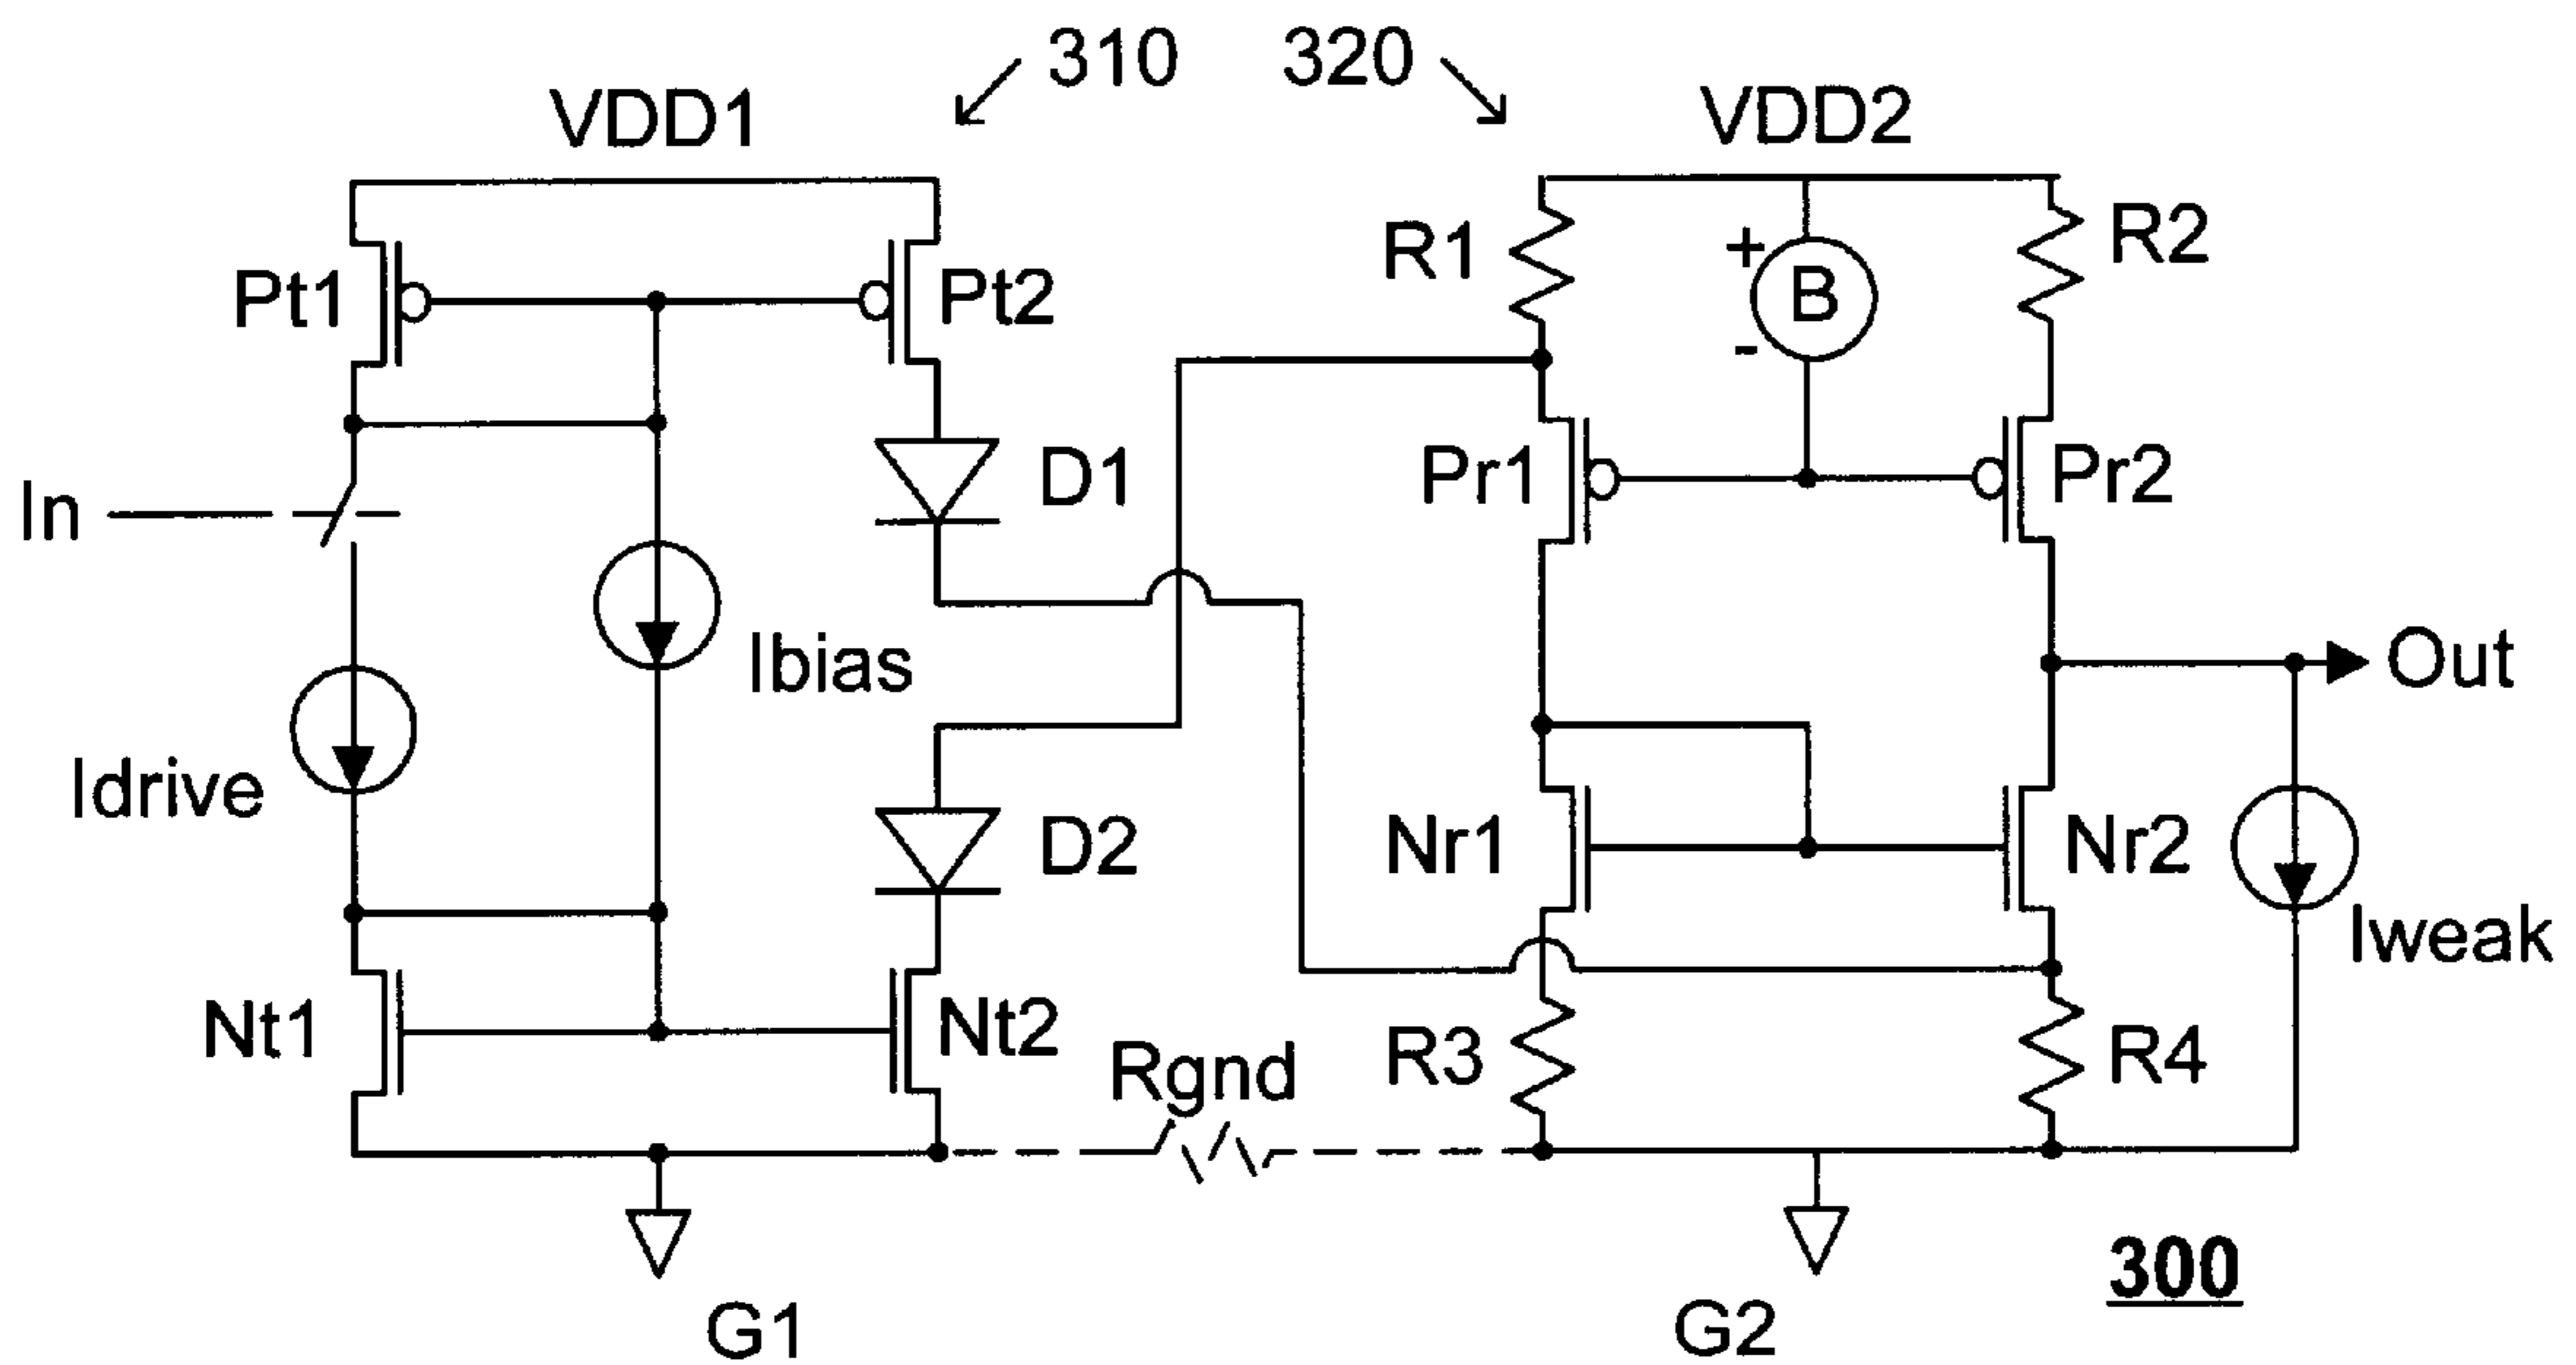 310 320
VDD1 VDD2
R1 + B - R2
Pt1 Pt2
In D1 Pr1 Pr2
Ibias Out
Idrive D2 Nr1 Nr2
Iweak
Nt1 Nt2 Rgnd R3 R4
G1 G2 300